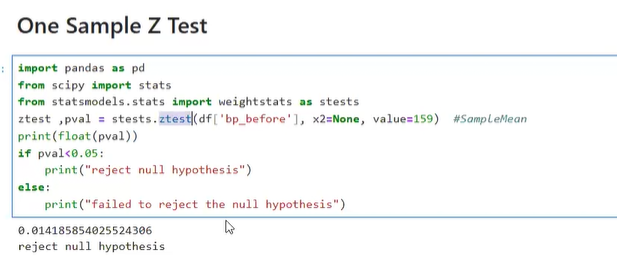 One Sample Z Test
:
import pandas as pd
from scipy import stats
from statsmodels.stats import weightstats as stests
ztest ,pval = stests.ztest(df['bp_before'], x2=None, value=159)  #SampleMean
print(float(pval))
if pval<0.05:
    print("reject null hypothesis")
else:
    print("failed to reject the null hypothesis")
0.014185854025524306
reject null hypothesis